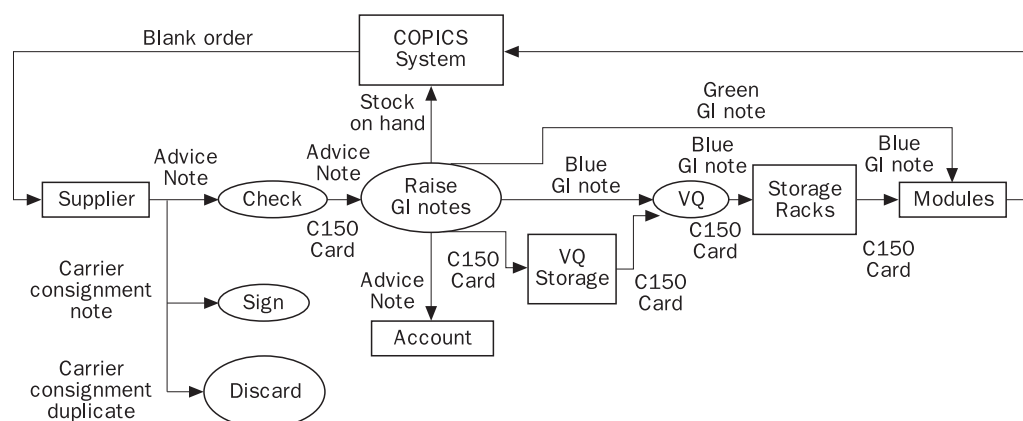 Blank order
COPICS
System
Stock
on hand
Green
GI note
Advice
Note
Advice
Note
Blue
GI note
Blue
GI note
Blue
GI note
Supplier
Check
Raise
GI notes
VQ
Storage
Racks
Modules
C150
Card
C150
Card
C150
Card
C150
Card
C150
Card
VQ
Storage
Carrier
consignment
note
Sign
Advice
Note
Account
Carrier
consignment
duplicate
Discard